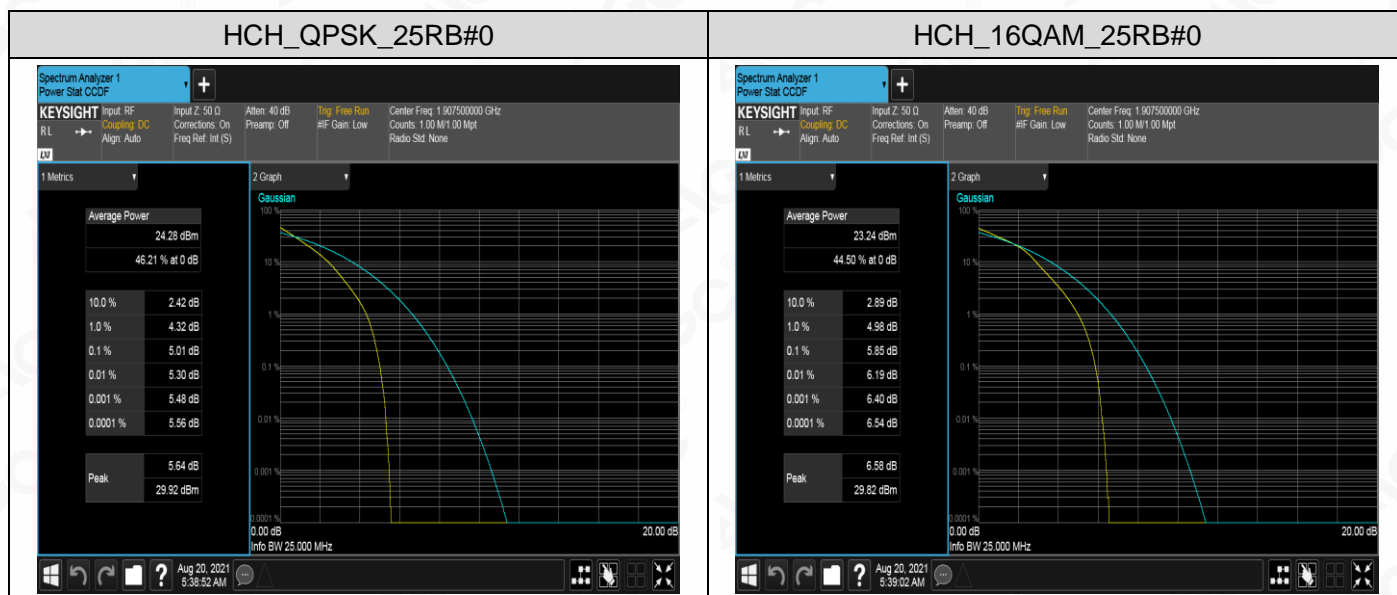 HCH_QPSK_25RB#0
Spectrum Analyzer 1
Power Stat CCDF
+
KEYSIGHT Input: RF Input Z: 50 Ω Atten: 40 dB Trig: Free Run Center Freq: 1.907500000 GHz
RL Coupling: DC Corrections: On Preamp: Off #IF Gain: Low Counts: 1.00 M/1.00 Mpt
Align: Auto Freq Ref: Int (S) Radio Std: None
LXI
1 Metrics
Average Power
24.28 dBm
46.21 % at 0 dB
10.0 % 2.42 dB
1.0 % 4.32 dB
0.1 % 5.01 dB
0.01 % 5.30 dB
0.001 % 5.48 dB
0.0001 % 5.56 dB
Peak 5.64 dB
29.92 dBm
2 Graph
Gaussian
100 %
10 %
1 %
0.1 %
0.01 %
0.001 %
0.0001 %
0.00 dB 20.00 dB
Info BW 25.000 MHz
? Aug 20, 2021
5:38:52 AM
HCH_16QAM_25RB#0
Spectrum Analyzer 1
Power Stat CCDF
+
KEYSIGHT Input: RF Input Z: 50 Ω Atten: 40 dB Trig: Free Run Center Freq: 1.907500000 GHz
RL Coupling: DC Corrections: On Preamp: Off #IF Gain: Low Counts: 1.00 M/1.00 Mpt
Align: Auto Freq Ref: Int (S) Radio Std: None
LXI
1 Metrics
Average Power
23.24 dBm
44.50 % at 0 dB
10.0 % 2.89 dB
1.0 % 4.98 dB
0.1 % 5.85 dB
0.01 % 6.19 dB
0.001 % 6.40 dB
0.0001 % 6.54 dB
Peak 6.58 dB
29.82 dBm
2 Graph
Gaussian
100 %
10 %
1 %
0.1 %
0.01 %
0.001 %
0.0001 %
0.00 dB 20.00 dB
Info BW 25.000 MHz
? Aug 20, 2021
5:39:02 AM